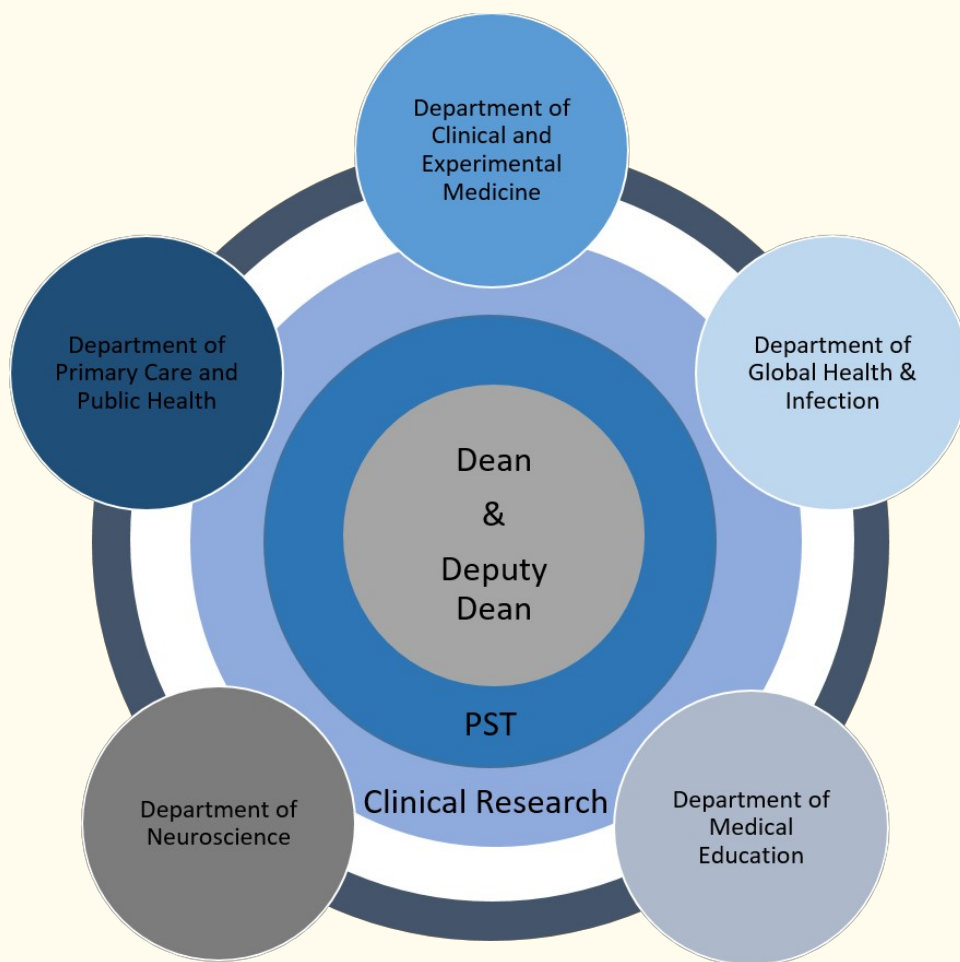 Department of
Clinical and
Experimental
Medicine
Department of
Primary Care and
Public Health
Department of
Global Health &
Infection
Dean
&
Deputy
Dean
PST
Clinical Research
Department of
Neuroscience
Department of
Medical
Education